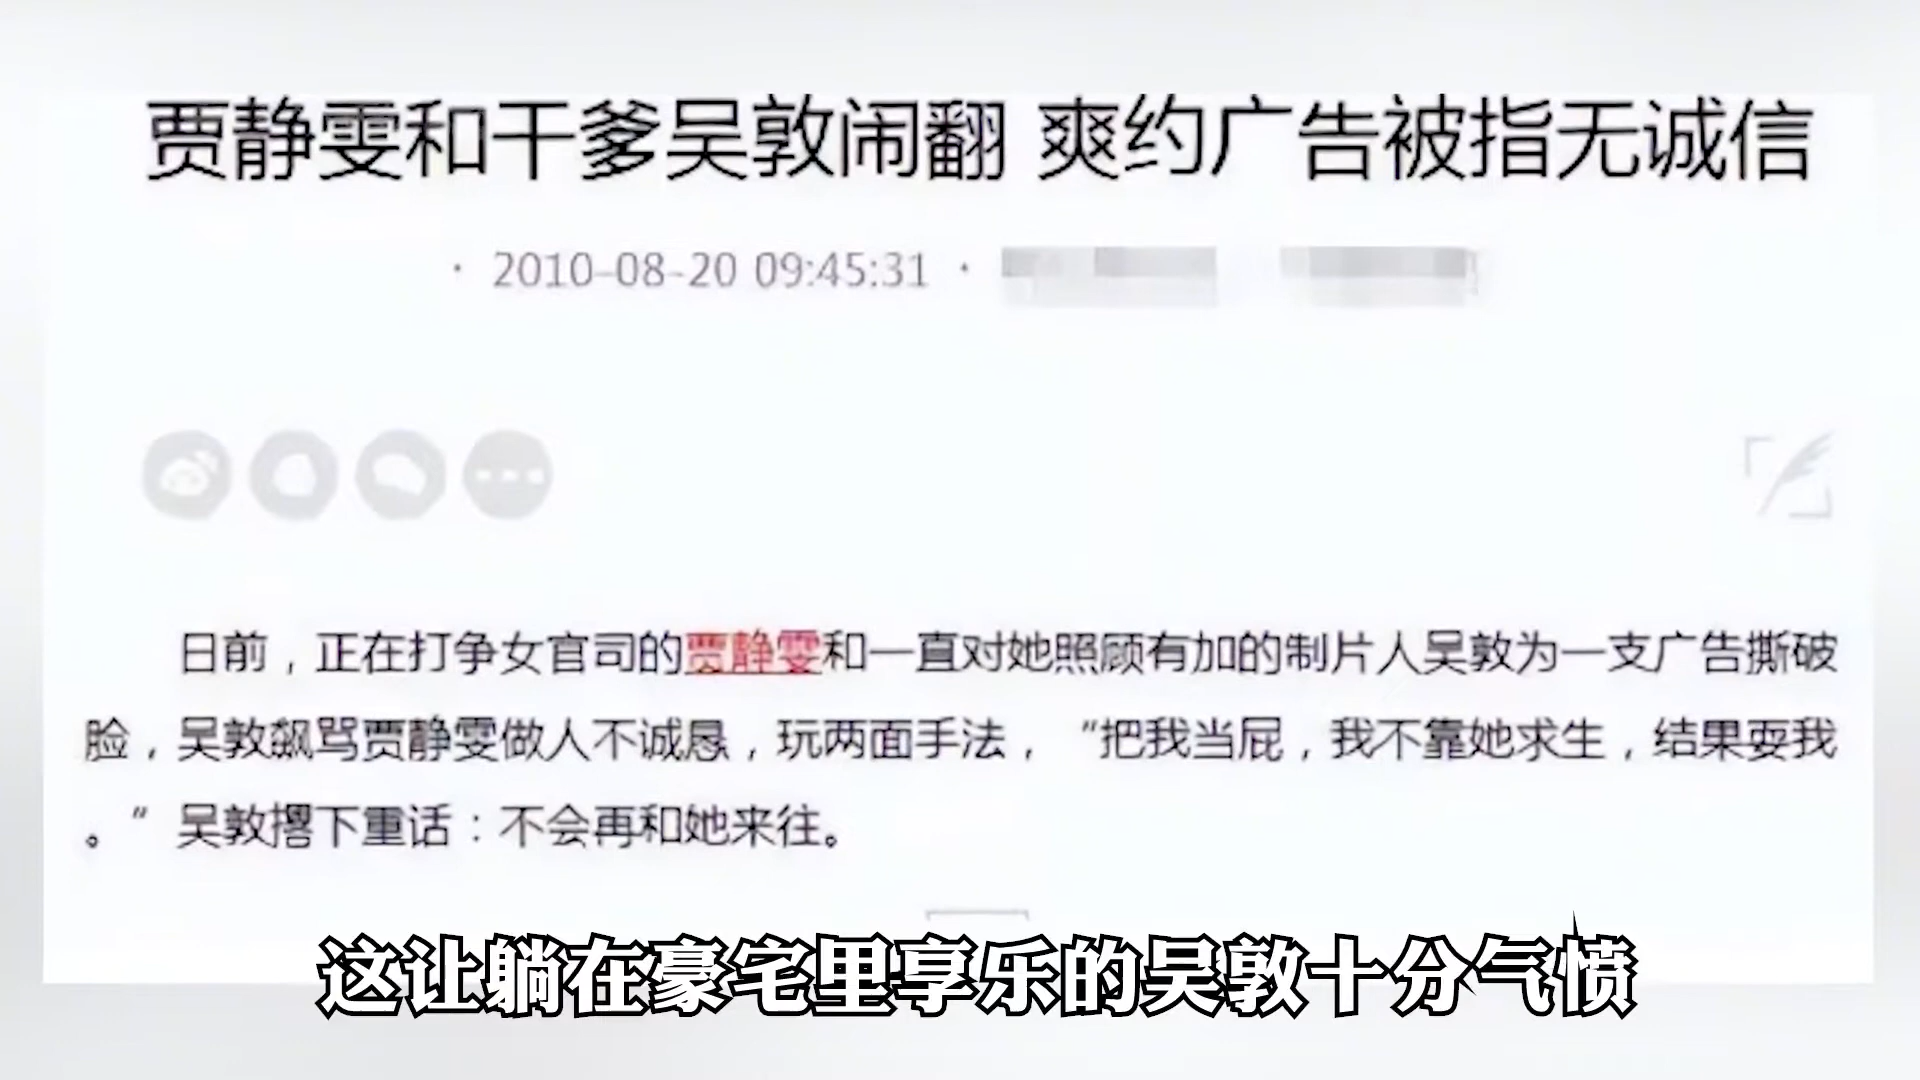 贾静雯和干爹吴敦闹翻 爽约广告被指无诚信
· 2010-08-20 09:45:31 ·
日前，正在打争女官司的贾静雯和一直对她照顾有加的制片人吴敦为一支广告撕破
脸，吴敦飙骂贾静雯做人不诚恳，玩两面手法，“把我当屁，我不靠她求生，结果耍我
。”吴敦撂下重话：不会再和她来往。
这让躺在豪宅里享乐的吴敦十分气愤